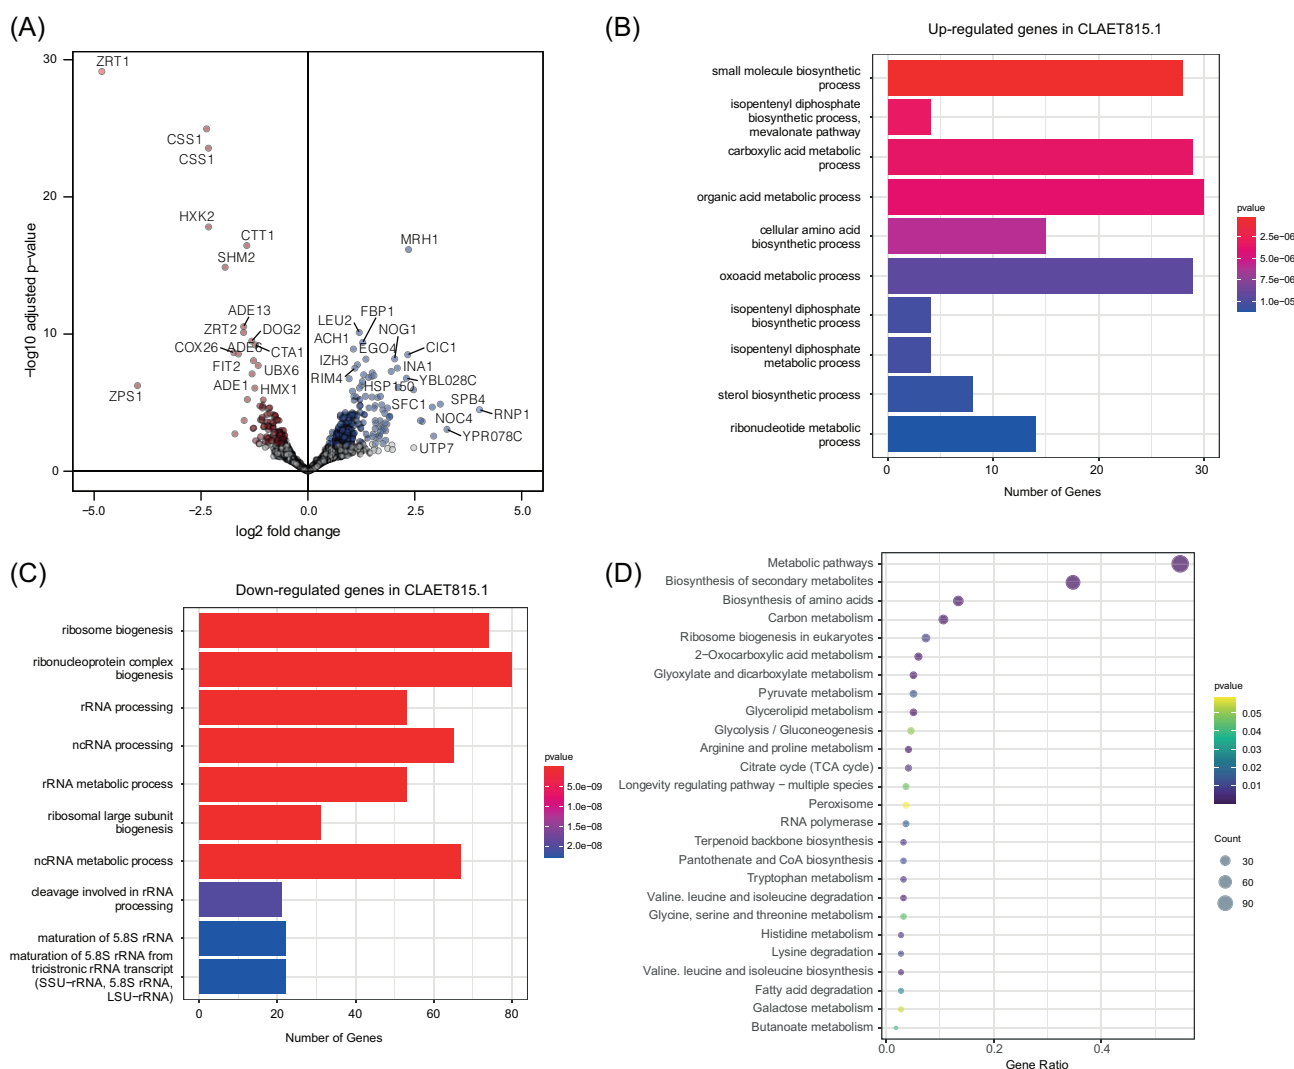 (A)
30
20
10
0
−5.0
−2.5
0.0
2.5
5.0
−log10 adjusted p−value
log2 fold change
ZRT1
CSS1
CSS1
HXK2
CTT1
SHM2
MRH1
ADE13
ZRT2
DOG2
COX26
ADE6
CTA1
FIT2
UBX6
ADE1
HMX1
ZPS1
LEU2
FBP1
ACH1
NOG1
EGO4
CIC1
IZH3
INA1
RIM4
YBL028C
HSP150
SFC1
SPB4
RNP1
NOC4
YPR078C
UTP7
(B)
Up-regulated genes in CLAET815.1
small molecule biosynthetic
process
isopentenyl diphosphate
biosynthetic process,
mevalonate pathway
carboxylic acid metabolic
process
organic acid metabolic process
cellular amino acid
biosynthetic process
oxoacid metabolic process
isopentenyl diphosphate
biosynthetic process
isopentenyl diphosphate
metabolic process
sterol biosynthetic process
ribonucleotide metabolic
process
0
10
20
30
Number of Genes
pvalue
2.5e−06
5.0e−06
7.5e−06
1.0e−05
(C)
Down-regulated genes in CLAET815.1
ribosome biogenesis
ribonucleoprotein complex
biogenesis
rRNA processing
ncRNA processing
rRNA metabolic process
ribosomal large subunit
biogenesis
ncRNA metabolic process
cleavage involved in rRNA
processing
maturation of 5.8S rRNA
maturation of 5.8S rRNA from
tricistronic rRNA transcript
(SSU−rRNA, 5.8S rRNA,
LSU−rRNA)
0
20
40
60
80
Number of Genes
pvalue
5.0e−09
1.0e−08
1.5e−08
2.0e−08
(D)
Metabolic pathways
Biosynthesis of secondary metabolites
Biosynthesis of amino acids
Carbon metabolism
Ribosome biogenesis in eukaryotes
2−Oxocarboxylic acid metabolism
Glyoxylate and dicarboxylate metabolism
Pyruvate metabolism
Glycerolipid metabolism
Glycolysis / Gluconeogenesis
Arginine and proline metabolism
Citrate cycle (TCA cycle)
Longevity regulating pathway − multiple species
Peroxisome
RNA polymerase
Terpenoid backbone biosynthesis
Pantothenate and CoA biosynthesis
Tryptophan metabolism
Valine. leucine and isoleucine degradation
Glycine, serine and threonine metabolism
Histidine metabolism
Lysine degradation
Valine. leucine and isoleucine biosynthesis
Fatty acid degradation
Galactose metabolism
Butanoate metabolism
0.0
0.2
0.4
Gene Ratio
pvalue
0.05
0.04
0.03
0.02
0.01
Count
30
60
90